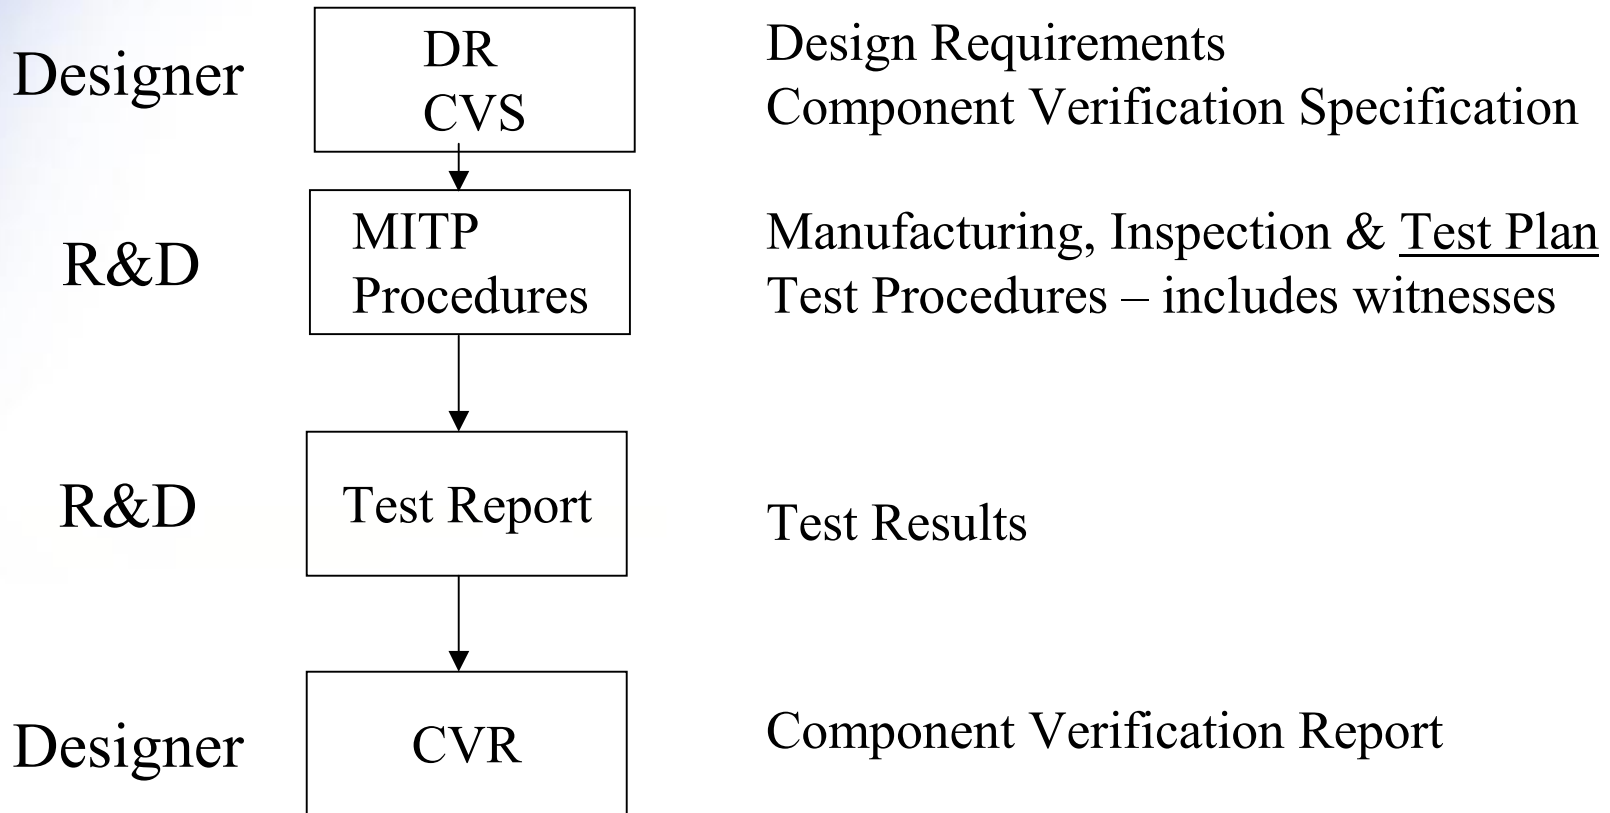 Designer
DR
CVS
Design Requirements
Component Verification Specification
R&D
MITP
Procedures
Manufacturing, Inspection & Test Plan
Test Procedures – includes witnesses
R&D
Test Report
Test Results
Designer
CVR
Component Verification Report